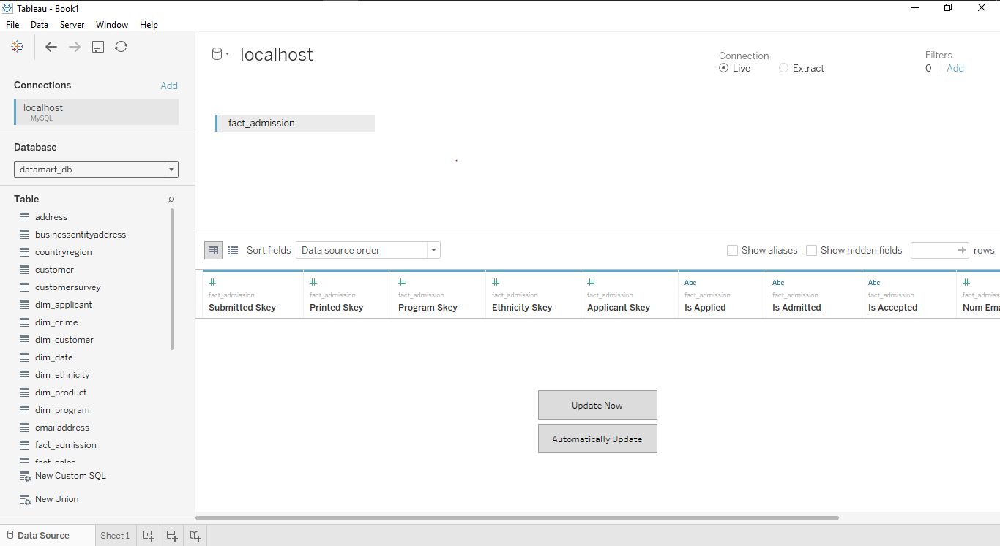 Tableau - Book1
File Data Server Window Help
Connections Add
localhost
MySQL
Database
datamart_db
Table
address
businessentityaddress
countryregion
customer
customersurvey
dim_applicant
dim_crime
dim_customer
dim_date
dim_ethnicity
dim_product
dim_program
emailaddress
fact_admission
fact_sales
New Custom SQL
New Union
localhost
Connection
Live Extract
Filters
0 Add
fact_admission
Sort fields Data source order Show aliases Show hidden fields rows
# # # # # Abc Abc Abc #
fact_admission fact_admission fact_admission fact_admission fact_admission fact_admission fact_admission fact_admission fact_admiss
Submitted Skey Printed Skey Program Skey Ethnicity Skey Applicant Skey Is Applied Is Admitted Is Accepted Num Ema
Update Now
Automatically Update
Data Source Sheet 1